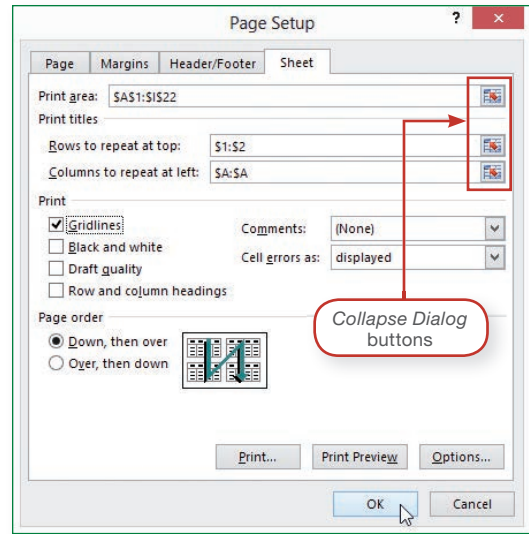 Page Setup ? ×
Page Margins Header/Footer Sheet
Print area: $A$1:$I$22
Print titles
Rows to repeat at top: $1:$2
Columns to repeat at left: $A:$A
Print
Gridlines
Black and white
Draft quality
Row and column headings
Comments: (None)
Cell errors as: displayed
Page order
Down, then over
Over, then down
Collapse Dialog
buttons
Print... Print Preview Options...
OK Cancel